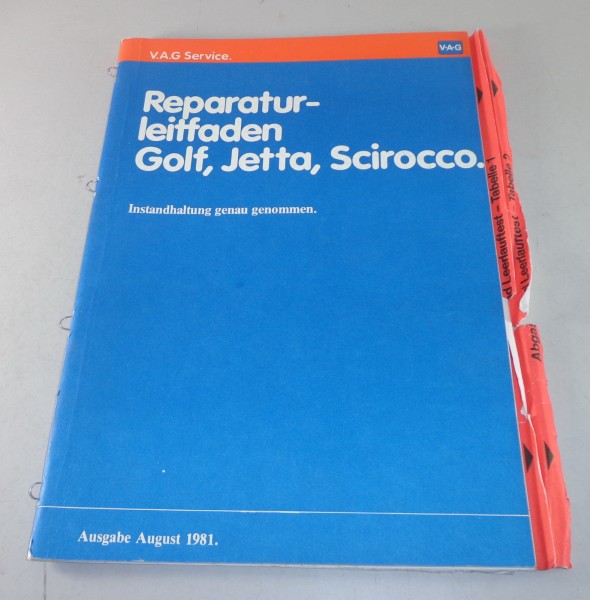 V.A.G Service.
V·A·G
Reparatur-
leitfaden
Golf, Jetta, Scirocco.
Instandhaltung genau genommen.
Ausgabe August 1981.
Leerlauftest - Tabelle 1
Leerlauftest - Tabelle 2